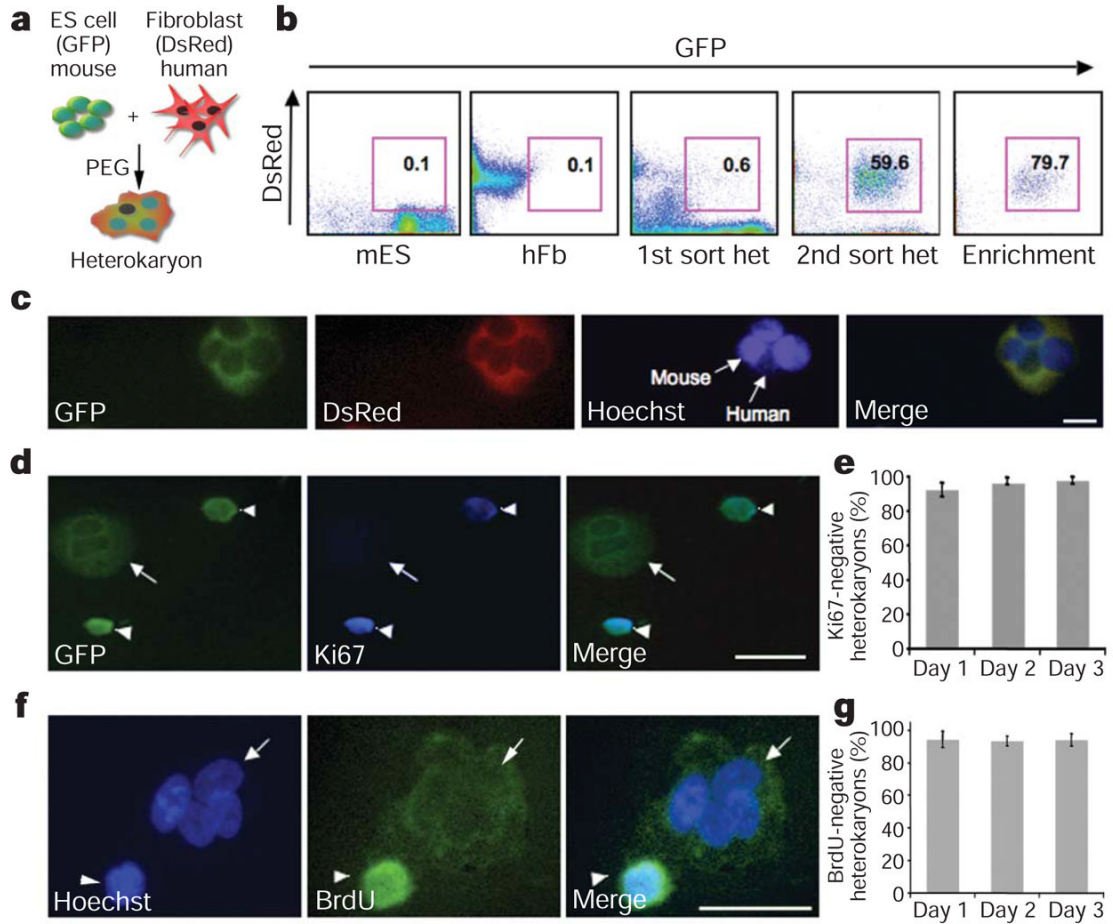 a
ES cell
(GFP)
mouse
Fibroblast
(DsRed)
human
+
PEG
Heterokaryon
b
GFP
DsRed
0.1
0.1
0.6
59.6
79.7
mES
hFb
1st sort het
2nd sort het
Enrichment
c
GFP
DsRed
Mouse
Human
Hoechst
Merge
d
GFP
Ki67
Merge
e
Ki67-negative
heterokaryons (%)
100
80
60
40
20
0
Day 1
Day 2
Day 3
f
Hoechst
BrdU
Merge
g
BrdU-negative
heterokaryons (%)
100
80
60
40
20
0
Day 1
Day 2
Day 3